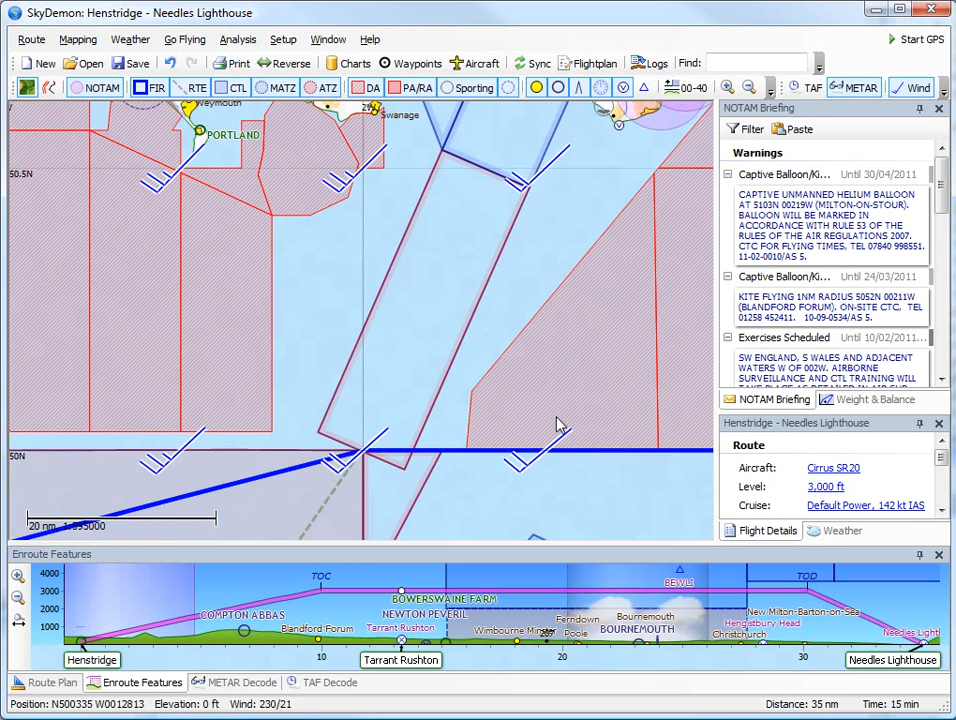 SkyDemon: Henstridge - Needles Lighthouse
Route Mapping Weather Go Flying Analysis Setup Window Help
Start GPS
New Open Save Print Reverse Charts Waypoints Aircraft Sync Flightplan Logs Find:
NOTAM FIR RTE CTL MATZ ATZ DA PA/RA Sporting 00-40 TAF METAR Wind
Weymouth
PORTLAND
Swanage
50.5N
50N
20 nm 1:595000
NOTAM Briefing
Filter Paste
Warnings
Captive Balloon/Ki... Until 30/04/2011
CAPTIVE UNMANNED HELIUM BALLOON
AT 5103N 00219W (MILTON-ON-STOUR).
BALLOON WILL BE MARKED IN
ACCORDANCE WITH RULE 53 OF THE
RULES OF THE AIR REGULATIONS 2007.
CTC FOR FLYING TIMES, TEL 07840 998551.
11-02-0010/AS 5.
Captive Balloon/Ki... Until 24/03/2011
KITE FLYING 1NM RADIUS 5052N 00211W
(BLANDFORD FORUM). ON-SITE CTC, TEL
01258 452411. 10-09-0534/AS 5.
Exercises Scheduled Until 10/02/2011...
SW ENGLAND, S WALES AND ADJACENT
WATERS W OF 002W. AIRBORNE
SURVEILLANCE AND CTL TRAINING WILL
NOTAM Briefing Weight & Balance
Henstridge - Needles Lighthouse
Route
Aircraft: Cirrus SR20
Level: 3,000 ft
Cruise: Default Power, 142 kt IAS
Flight Details Weather
Enroute Features
4000
3000
2000
1000
TOC
TOD
BEWLI
BOWERSWAINE FARM
COMPTON ABBAS
NEWTON PEVERIL
New Milton-Barton-on-Sea
Blandford Forum
Tarrant Rushton
Wimbourne Minster
Ferndown
Poole
Bournemouth
BOURNEMOUTH
Hengistbury Head
Christchurch
Needles Light
Henstridge
10
Tarrant Rushton
20
30
Needles Lighthouse
Route Plan Enroute Features METAR Decode TAF Decode
Position: N500335 W0012813 Elevation: 0 ft Wind: 230/21 Distance: 35 nm Time: 15 min